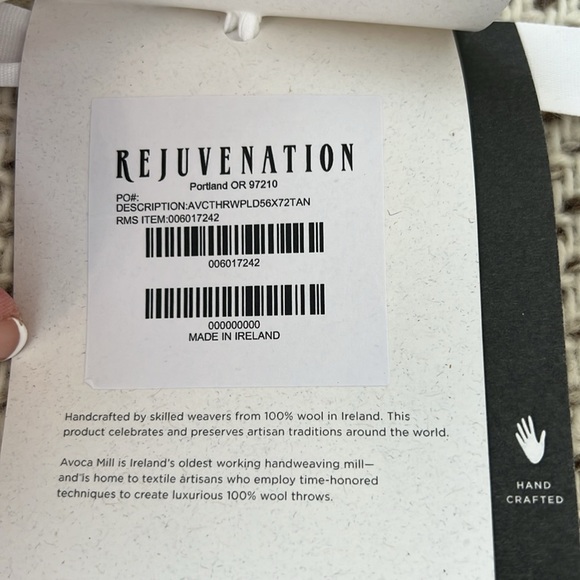 REJUVENATION
Portland OR 97210
PO#:
DESCRIPTION:AVCTHRWPLD56X72TAN
RMS ITEM:006017242
006017242
000000000
MADE IN IRELAND
Handcrafted by skilled weavers from 100% wool in Ireland. This
product celebrates and preserves artisan traditions around the world.
Avoca Mill is Ireland's oldest working handweaving mill—
and is home to textile artisans who employ time-honored
techniques to create luxurious 100% wool throws.
HAND
CRAFTED